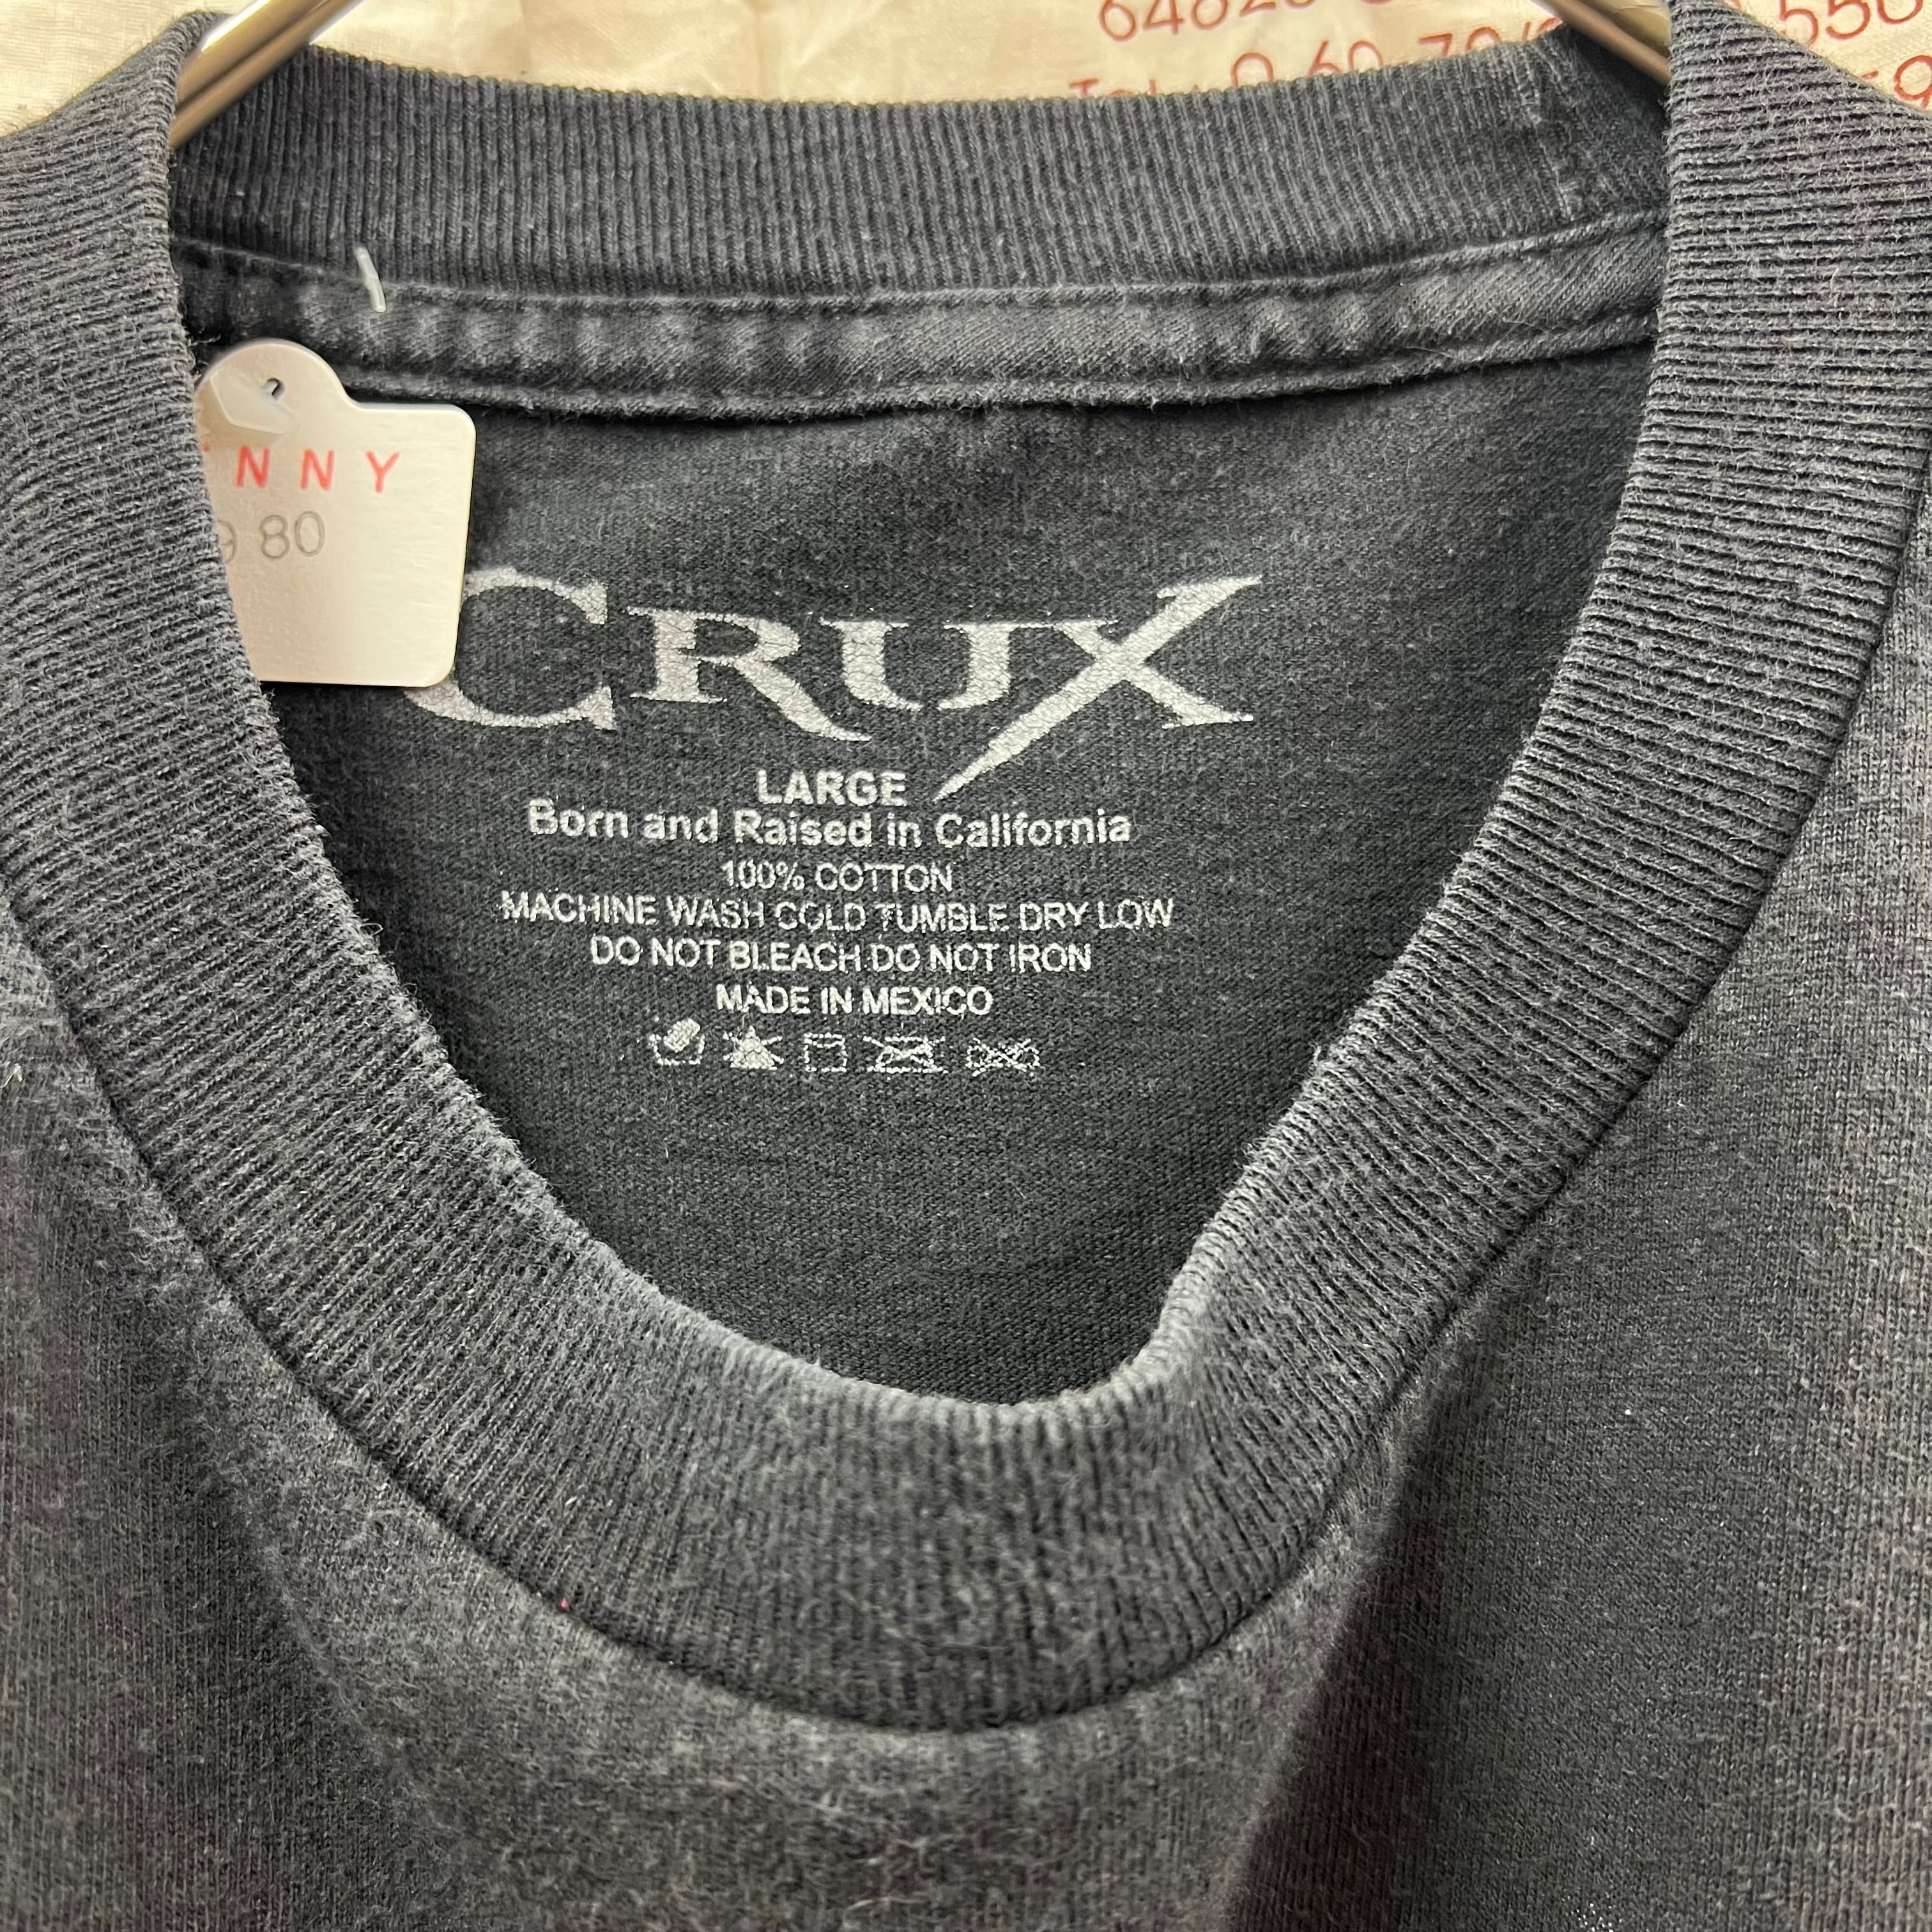 NNY
9 80
CRUX
LARGE
Born and Raised in California
100% COTTON
MACHINE WASH COLD TUMBLE DRY LOW
DO NOT BLEACH.DO NOT IRON
MADE IN MEXICO